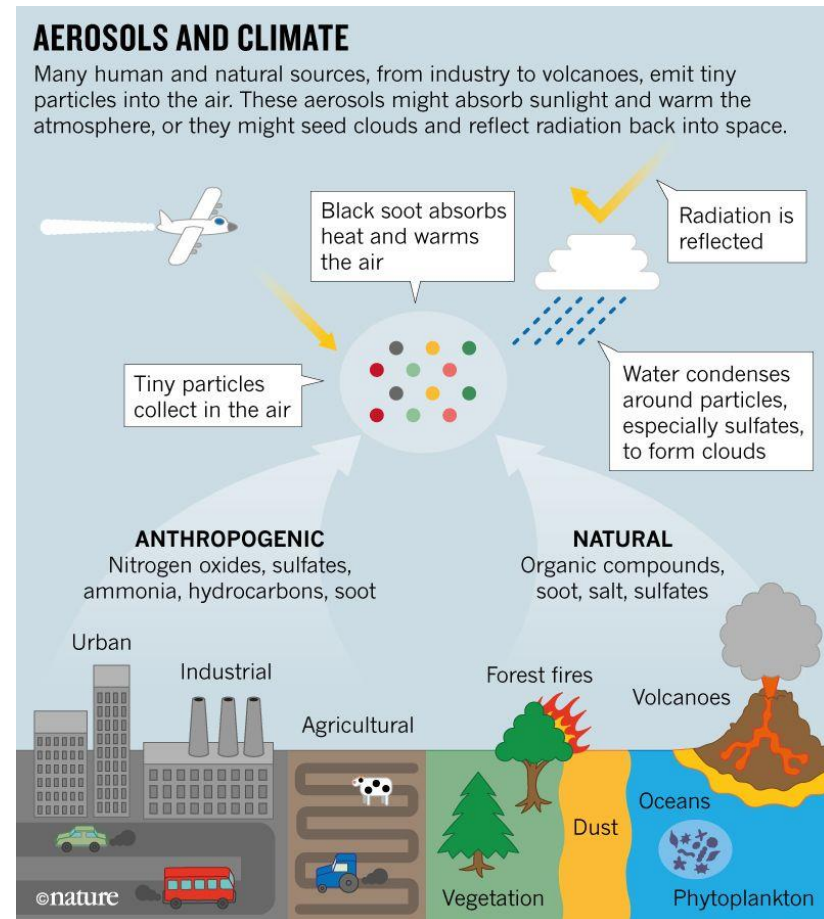 AEROSOLS AND CLIMATE
Many human and natural sources, from industry to volcanoes, emit tiny
particles into the air. These aerosols might absorb sunlight and warm the
atmosphere, or they might seed clouds and reflect radiation back into space.
Black soot absorbs
heat and warms
the air
Radiation is
reflected
Tiny particles
collect in the air
Water condenses
around particles,
especially sulfates,
to form clouds
ANTHROPOGENIC
Nitrogen oxides, sulfates,
ammonia, hydrocarbons, soot
NATURAL
Organic compounds,
soot, salt, sulfates
Urban
Industrial
Agricultural
Forest fires
Volcanoes
Oceans
Dust
Vegetation
Phytoplankton
©nature